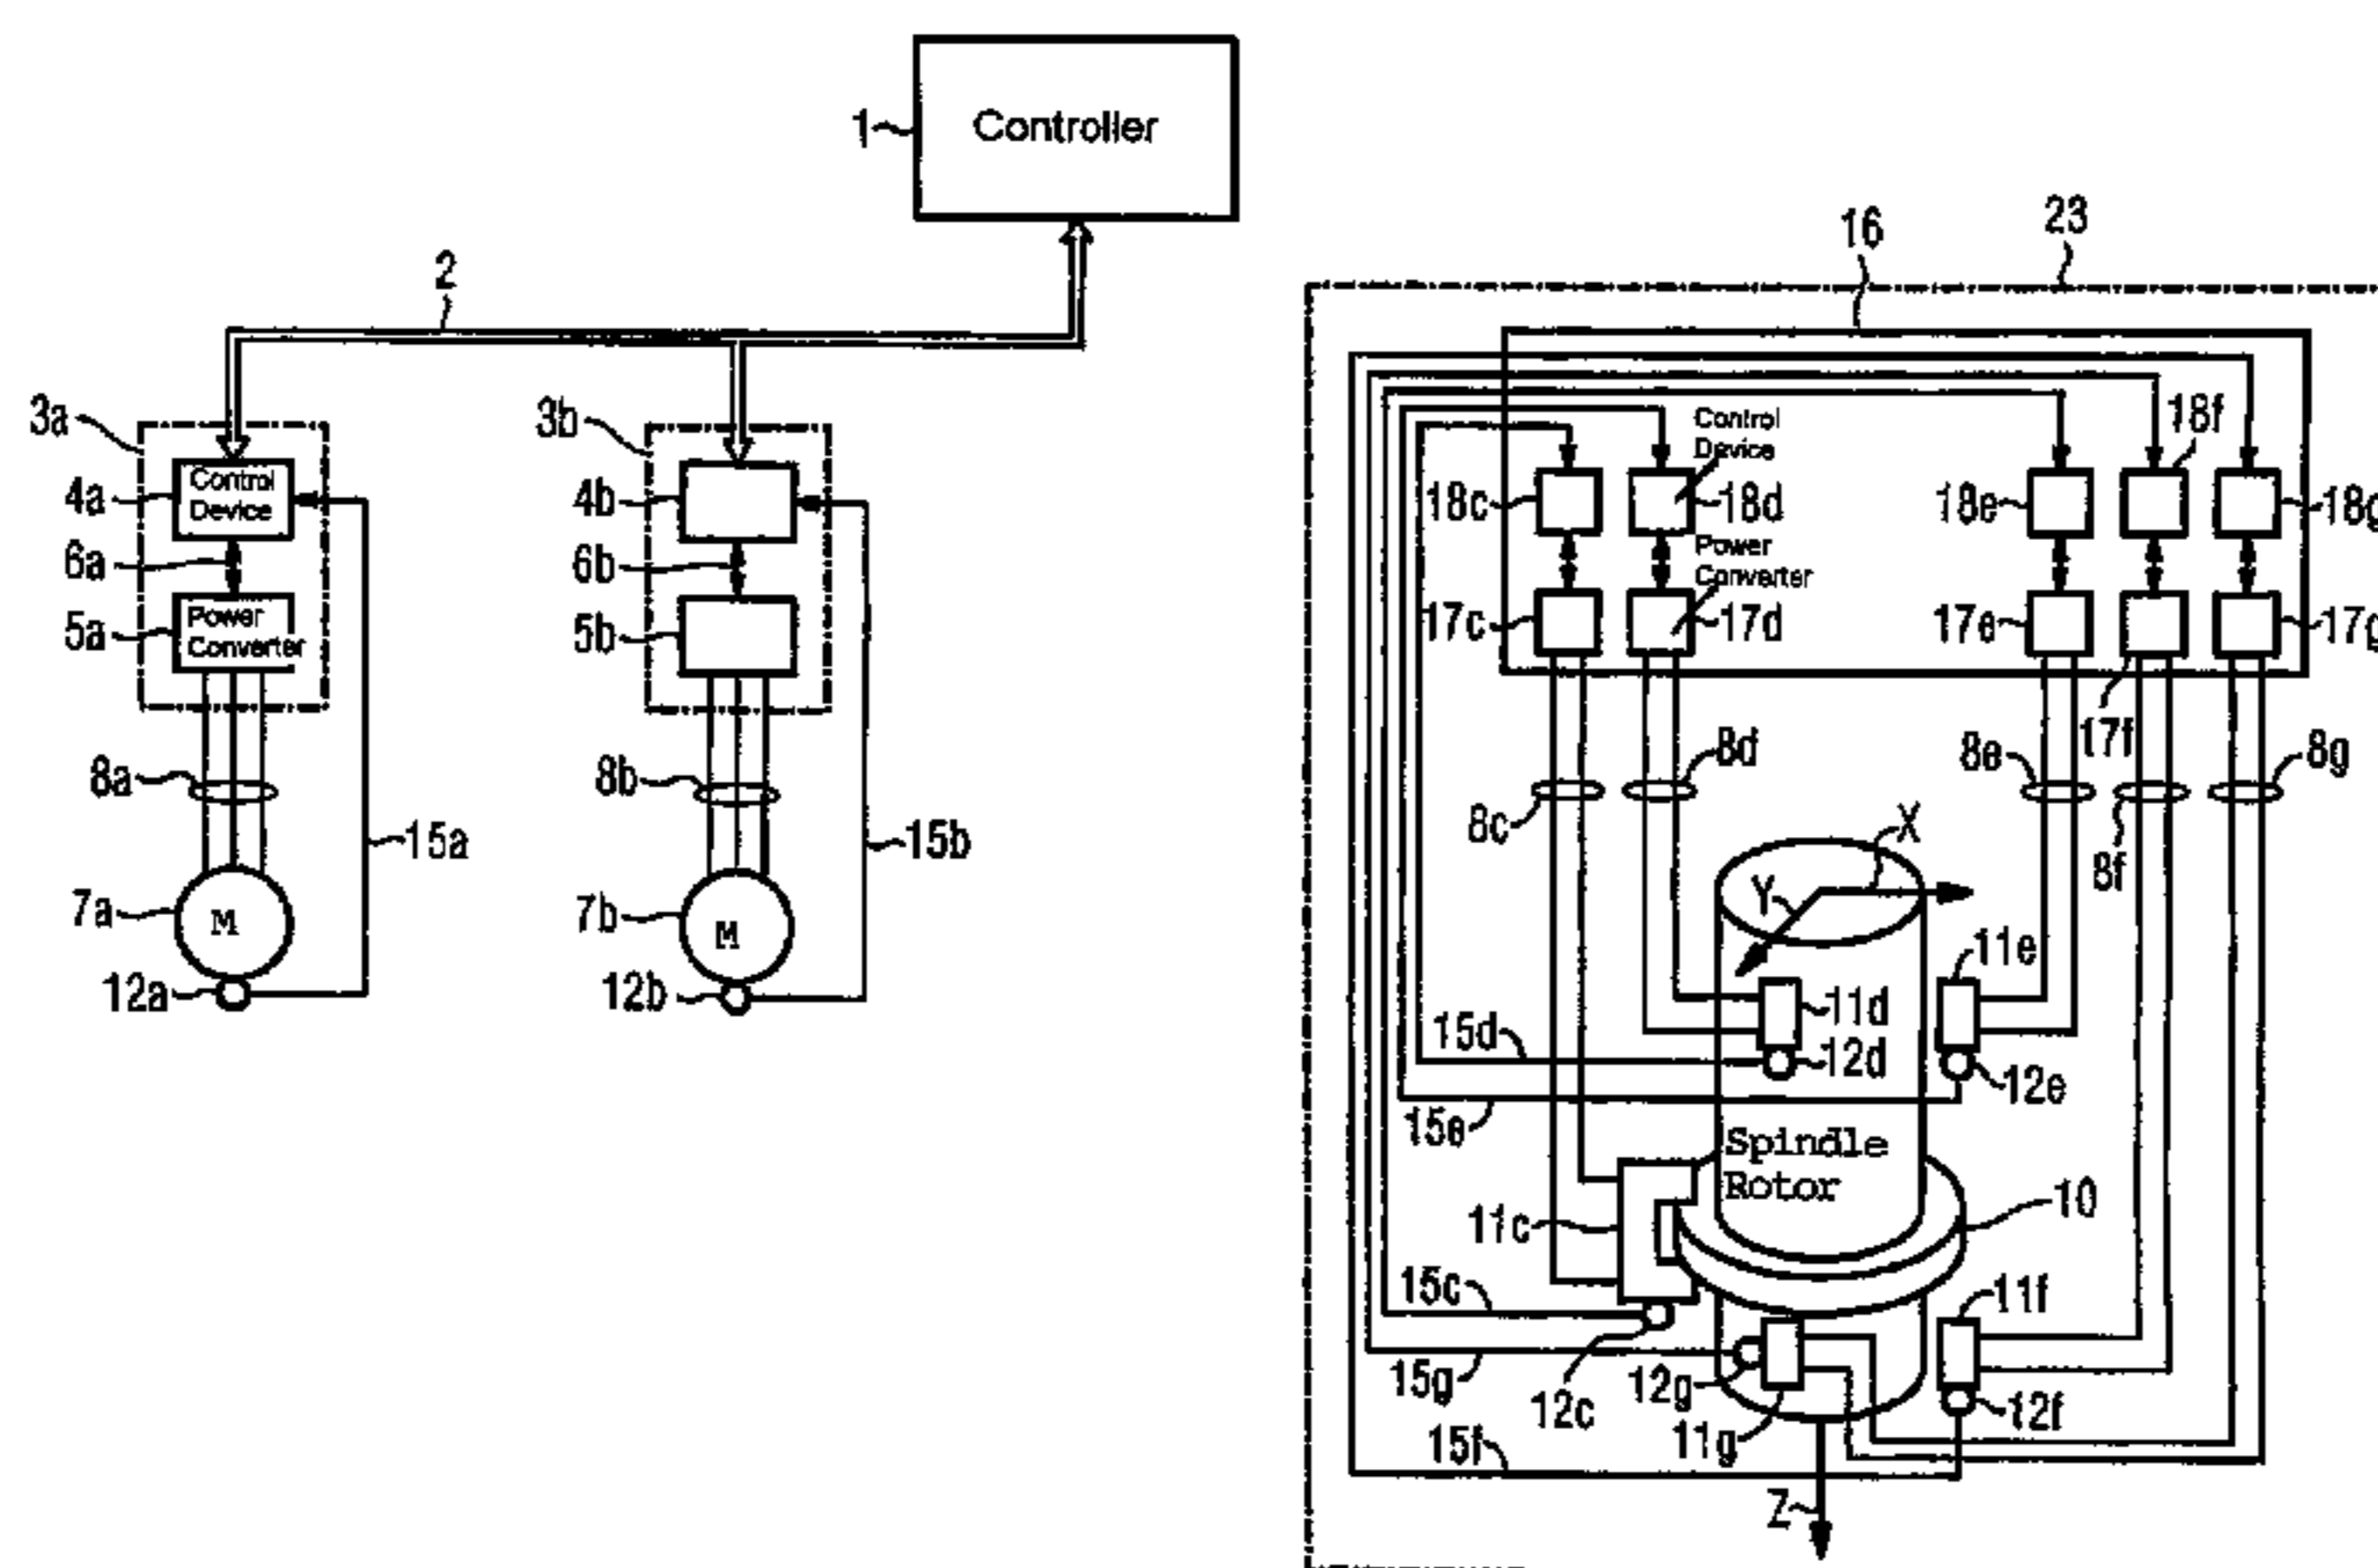 1
Controller
23
16
2
3a
3b
Control
Device
18f
4a
Control
Device
4b
18c
18d
18e
18g
6a
6b
Power
Converter
5a
Power
Converter
5b
17c
17d
17e
17g
17f
8a
8b
8d
8e
8g
8c
X
15a
15b
8f
Y
7a
M
7b
M
11e
12a
12b
11d
15d
12d
12e
15e
Spindle
Rotor
10
11c
15c
11f
15g
12g
12c
12f
11g
15f
Z